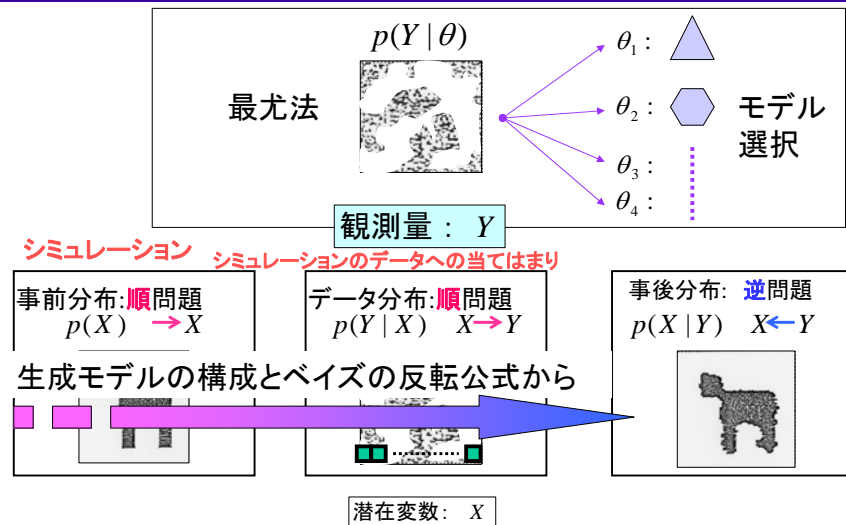 p(Y | θ)
最尤法
θ₁ :
θ₂ :
θ₃ :
θ₄ :
モデル
選択
観測量 : Y
シミュレーション
シミュレーションのデータへの当てはまり
事前分布:順問題
p(X) → X
データ分布:順問題
p(Y | X) X→Y
事後分布: 逆問題
p(X | Y) X←Y
生成モデルの構成とベイズの反転公式から
潜在変数: X